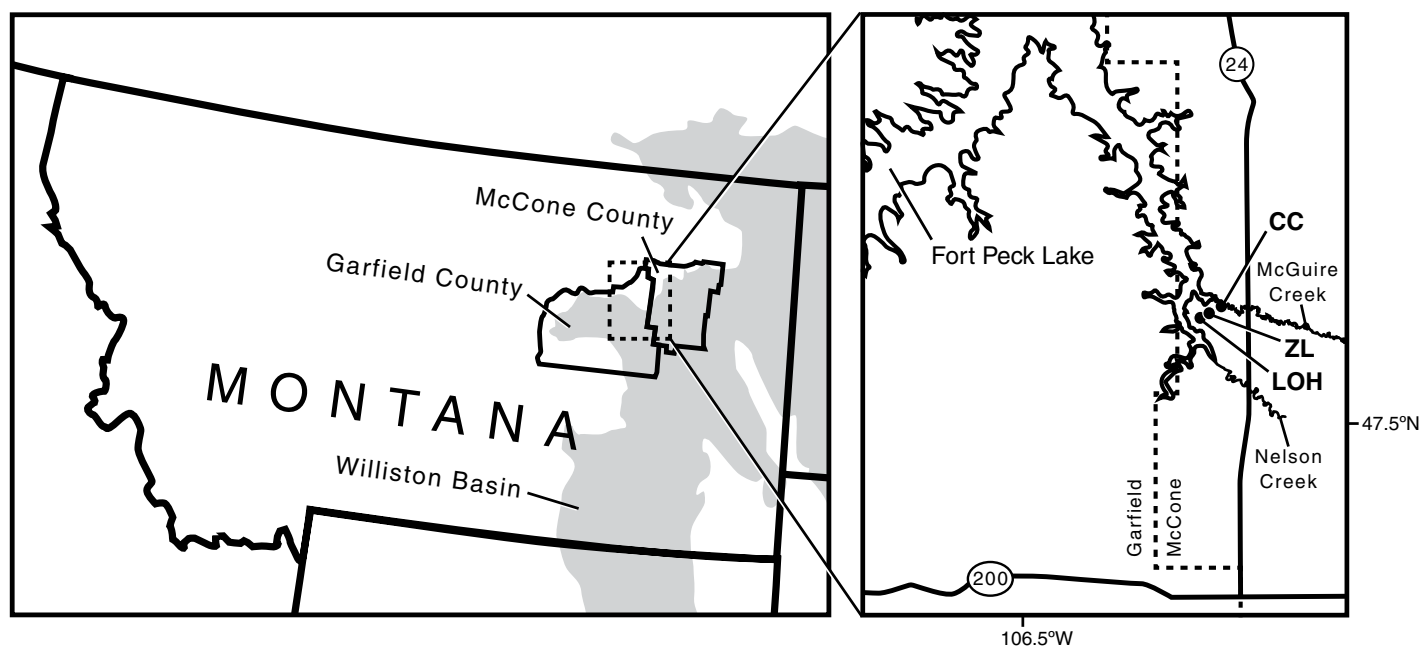 McCone County
Garfield County
MONTANA
Williston Basin
24
CC
McGuire
Creek
Fort Peck Lake
ZL
LOH
47.5ºN
Nelson
Creek
Garfield
McCone
200
106.5ºW